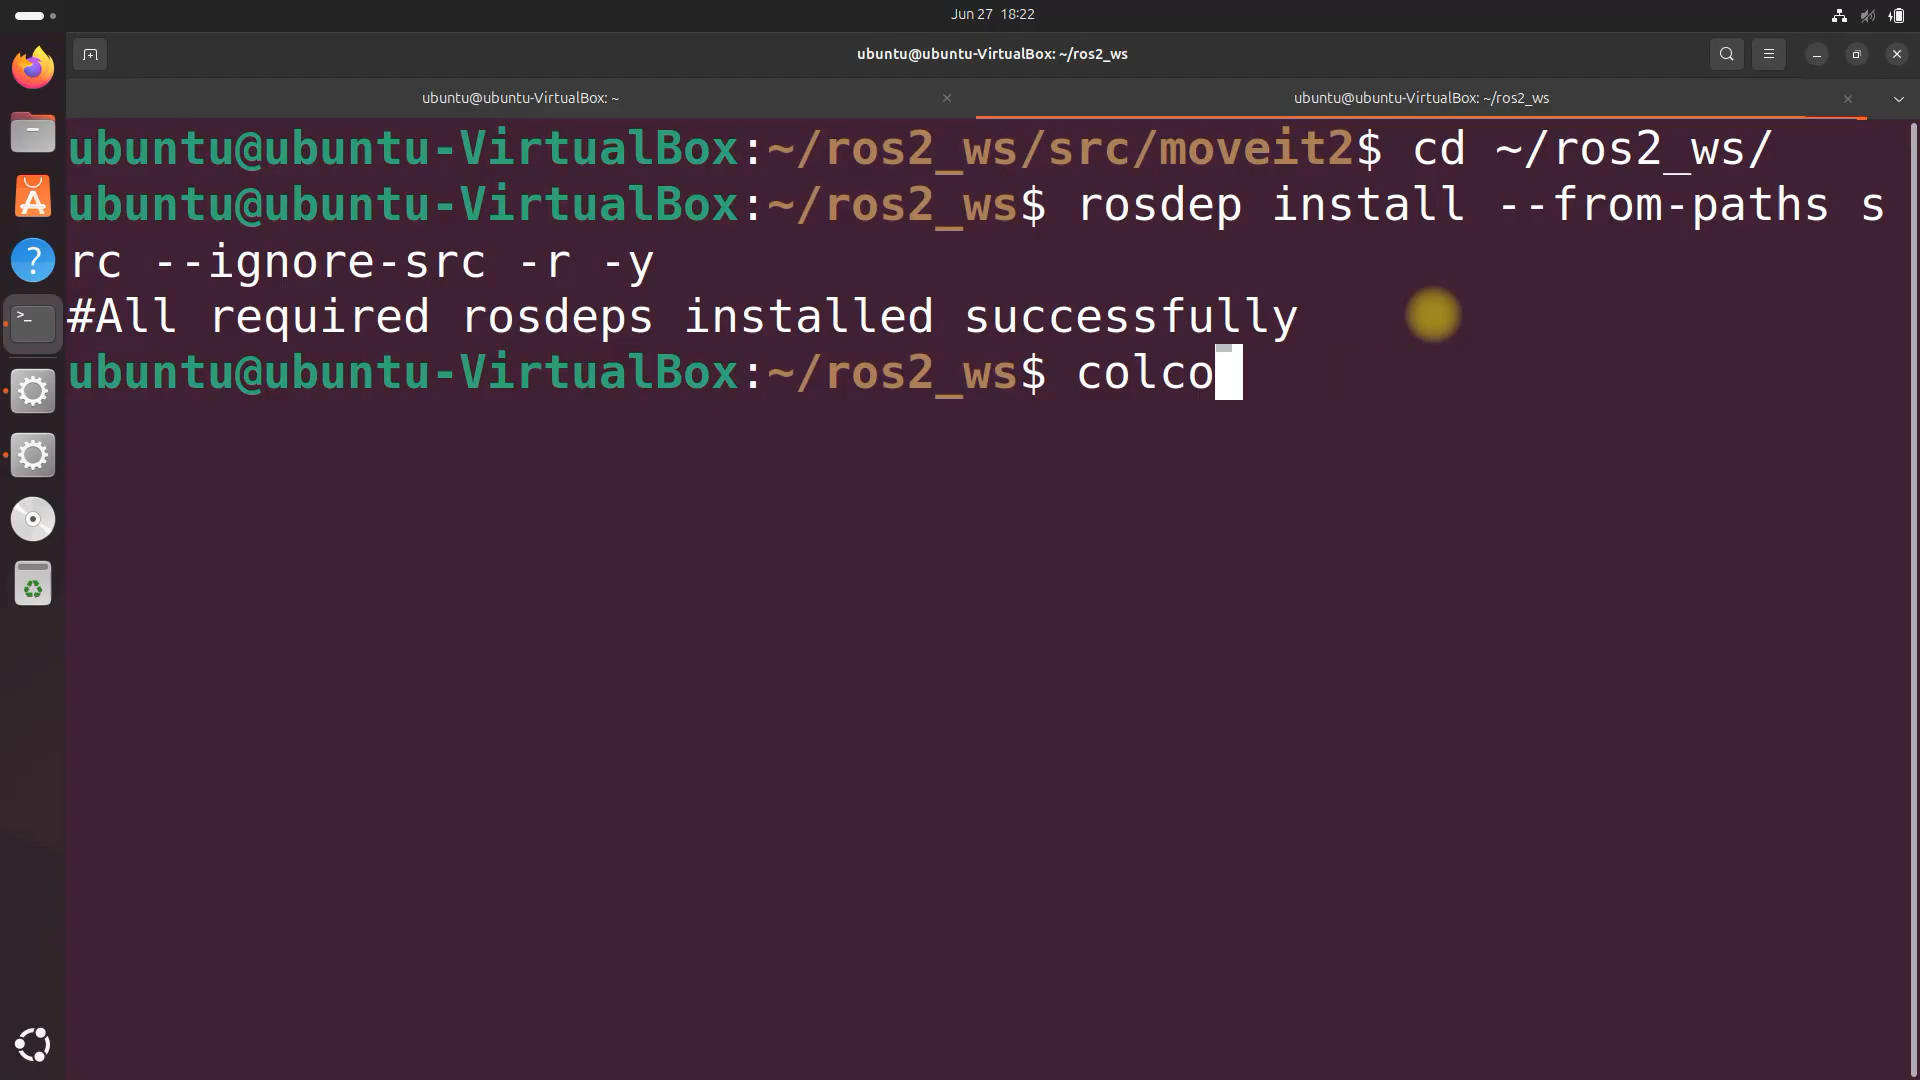 Jun 27 18:22
ubuntu@ubuntu-VirtualBox: ~/ros2_ws
ubuntu@ubuntu-VirtualBox: ~
ubuntu@ubuntu-VirtualBox: ~/ros2_ws
ubuntu@ubuntu-VirtualBox:~/ros2_ws/src/moveit2$ cd ~/ros2_ws/
ubuntu@ubuntu-VirtualBox:~/ros2_ws$ rosdep install --from-paths s
rc --ignore-src -r -y
#All required rosdeps installed successfully
ubuntu@ubuntu-VirtualBox:~/ros2_ws$ colco